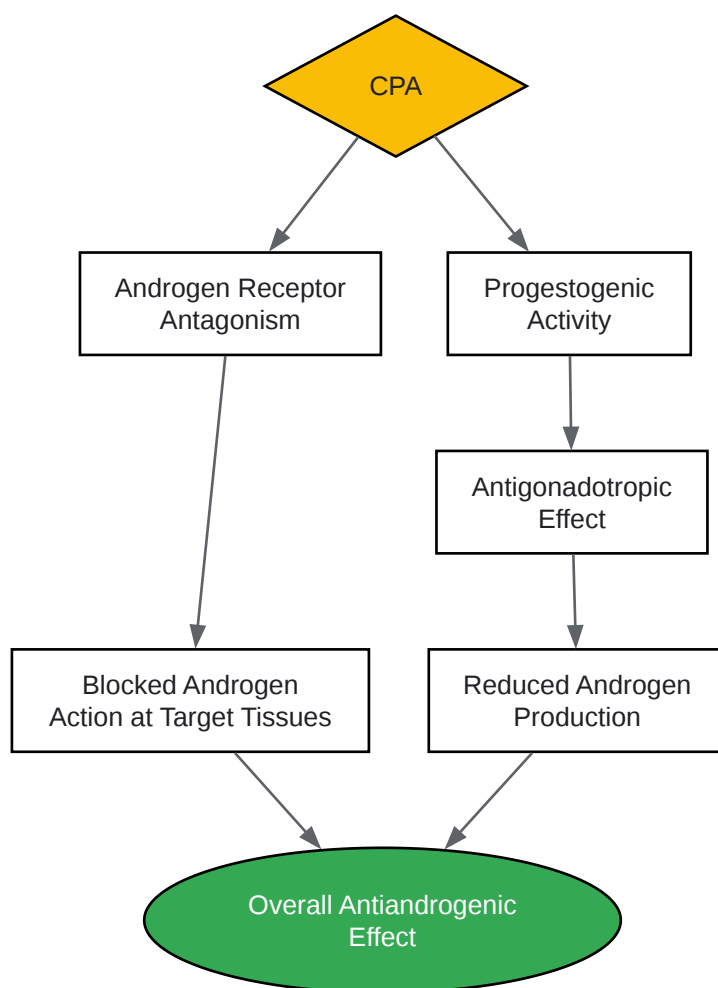 CPA
Androgen Receptor
Antagonism
Progestogenic
Activity
Antigonadotropic
Effect
Blocked Androgen
Action at Target Tissues
Reduced Androgen
Production
Overall Antiandrogenic
Effect